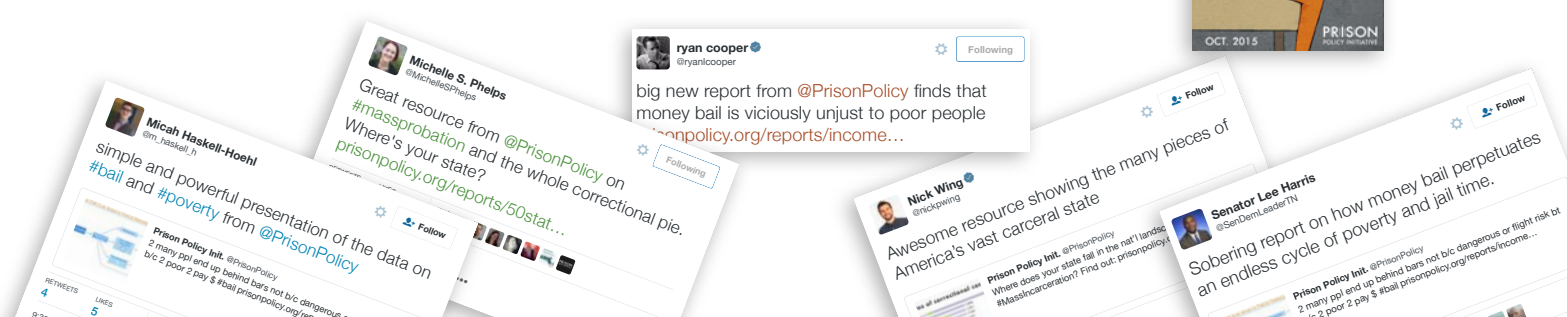 OCT. 2015
PRISON
POLICY INITIATIVE
Micah Haskell-Hoehl
@m_haskell_h
Follow
simple and powerful presentation of the data on
#bail and #poverty from @PrisonPolicy
Prison Policy Init. @PrisonPolicy
2 many ppl end up behind bars not b/c dangerous
b/c 2 poor 2 pay $ #bail
RETWEETS
4
LIKES
5
Michelle S. Phelps
@MichelleSPhelps
Following
Great resource from @PrisonPolicy on
#massprobation and the whole correctional pie.
Where's your state?
prisonpolicy.org/reports/50stat…
ryan cooper
@ryanlcooper
Following
big new report from @PrisonPolicy finds that
money bail is viciously unjust to poor people
prisonpolicy.org/reports/income…
Nick Wing
@nickpwing
Follow
Awesome resource showing the many pieces of
America's vast carceral state
Prison Policy Init. @PrisonPolicy
Where does your state fall in the nat'l
#MassIncarceration? Find out:
Senator Lee Harris
@SenDemLeaderTN
Follow
Sobering report on how money bail perpetuates
an endless cycle of poverty and jail time.
Prison Policy Init. @PrisonPolicy
2 many ppl end up behind bars not b/c dangerous or flight risk bt
b/c 2 poor 2 pay $ #bail prisonpolicy.org/reports/income…